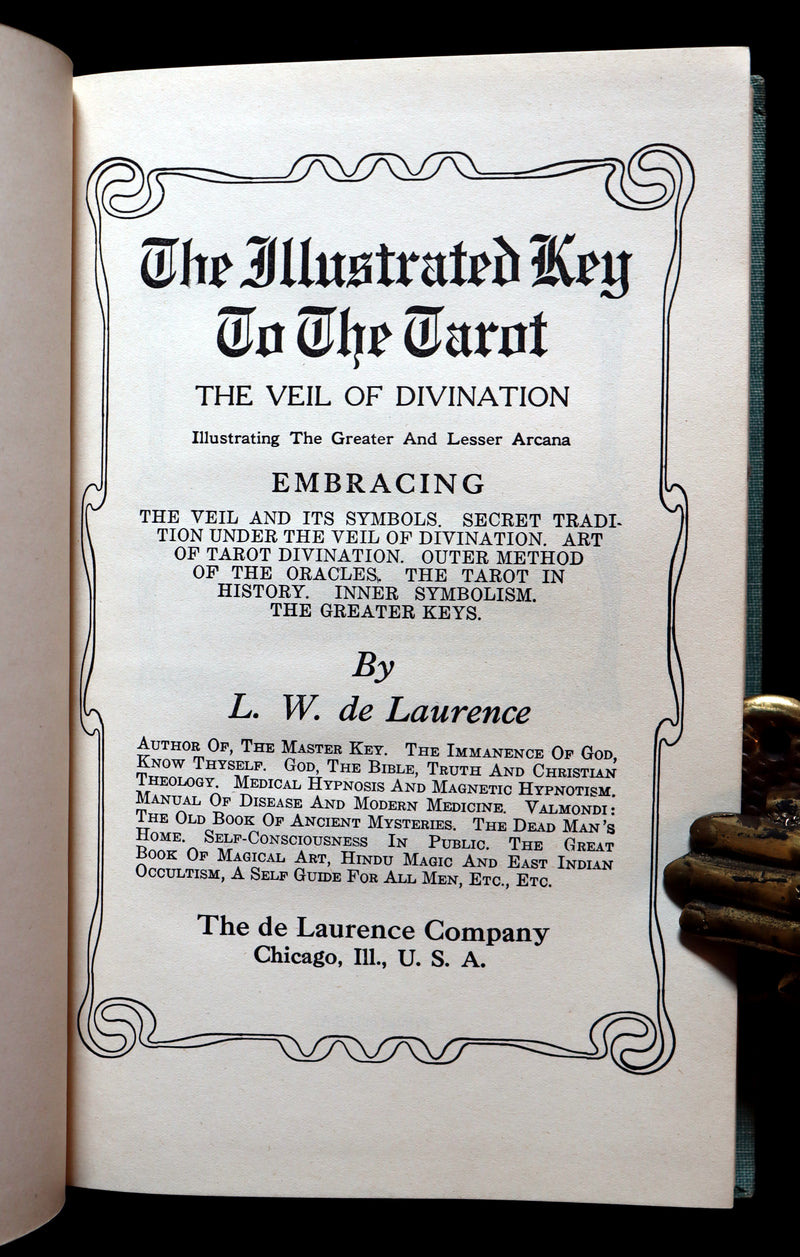 The Illustrated Key
To The Tarot
THE VEIL OF DIVINATION
Illustrating The Greater And Lesser Arcana
EMBRACING
THE VEIL AND ITS SYMBOLS. SECRET TRADI-
TION UNDER THE VEIL OF DIVINATION. ART
OF TAROT DIVINATION. OUTER METHOD
OF THE ORACLES. THE TAROT IN
HISTORY. INNER SYMBOLISM.
THE GREATER KEYS.
By
L. W. de Laurence
AUTHOR OF, THE MASTER KEY. THE IMMANENCE OF GOD,
KNOW THYSELF. GOD, THE BIBLE, TRUTH AND CHRISTIAN
THEOLOGY. MEDICAL HYPNOSIS AND MAGNETIC HYPNOTISM.
MANUAL OF DISEASE AND MODERN MEDICINE. VALMONDI:
THE OLD BOOK OF ANCIENT MYSTERIES. THE DEAD MAN'S
HOME. SELF-CONSCIOUSNESS IN PUBLIC. THE GREAT
BOOK OF MAGICAL ART, HINDU MAGIC AND EAST INDIAN
OCCULTISM, A SELF GUIDE FOR ALL MEN, ETC., ETC.
The de Laurence Company
Chicago, Ill., U. S. A.